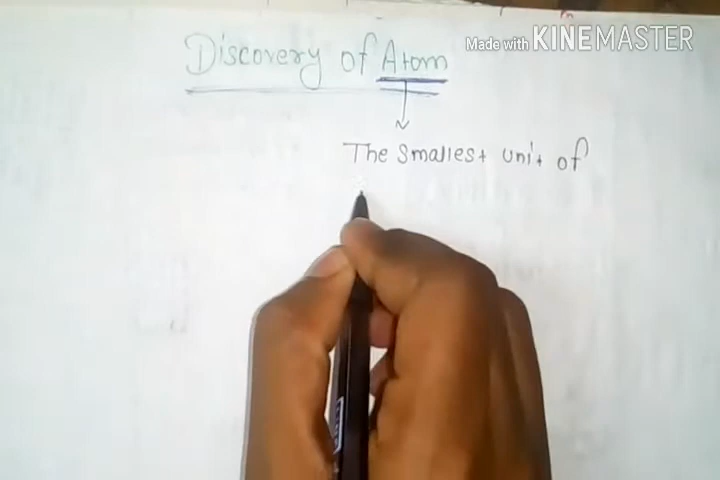 Made with KINEMASTER
Discovery of Atom
The smallest unit of